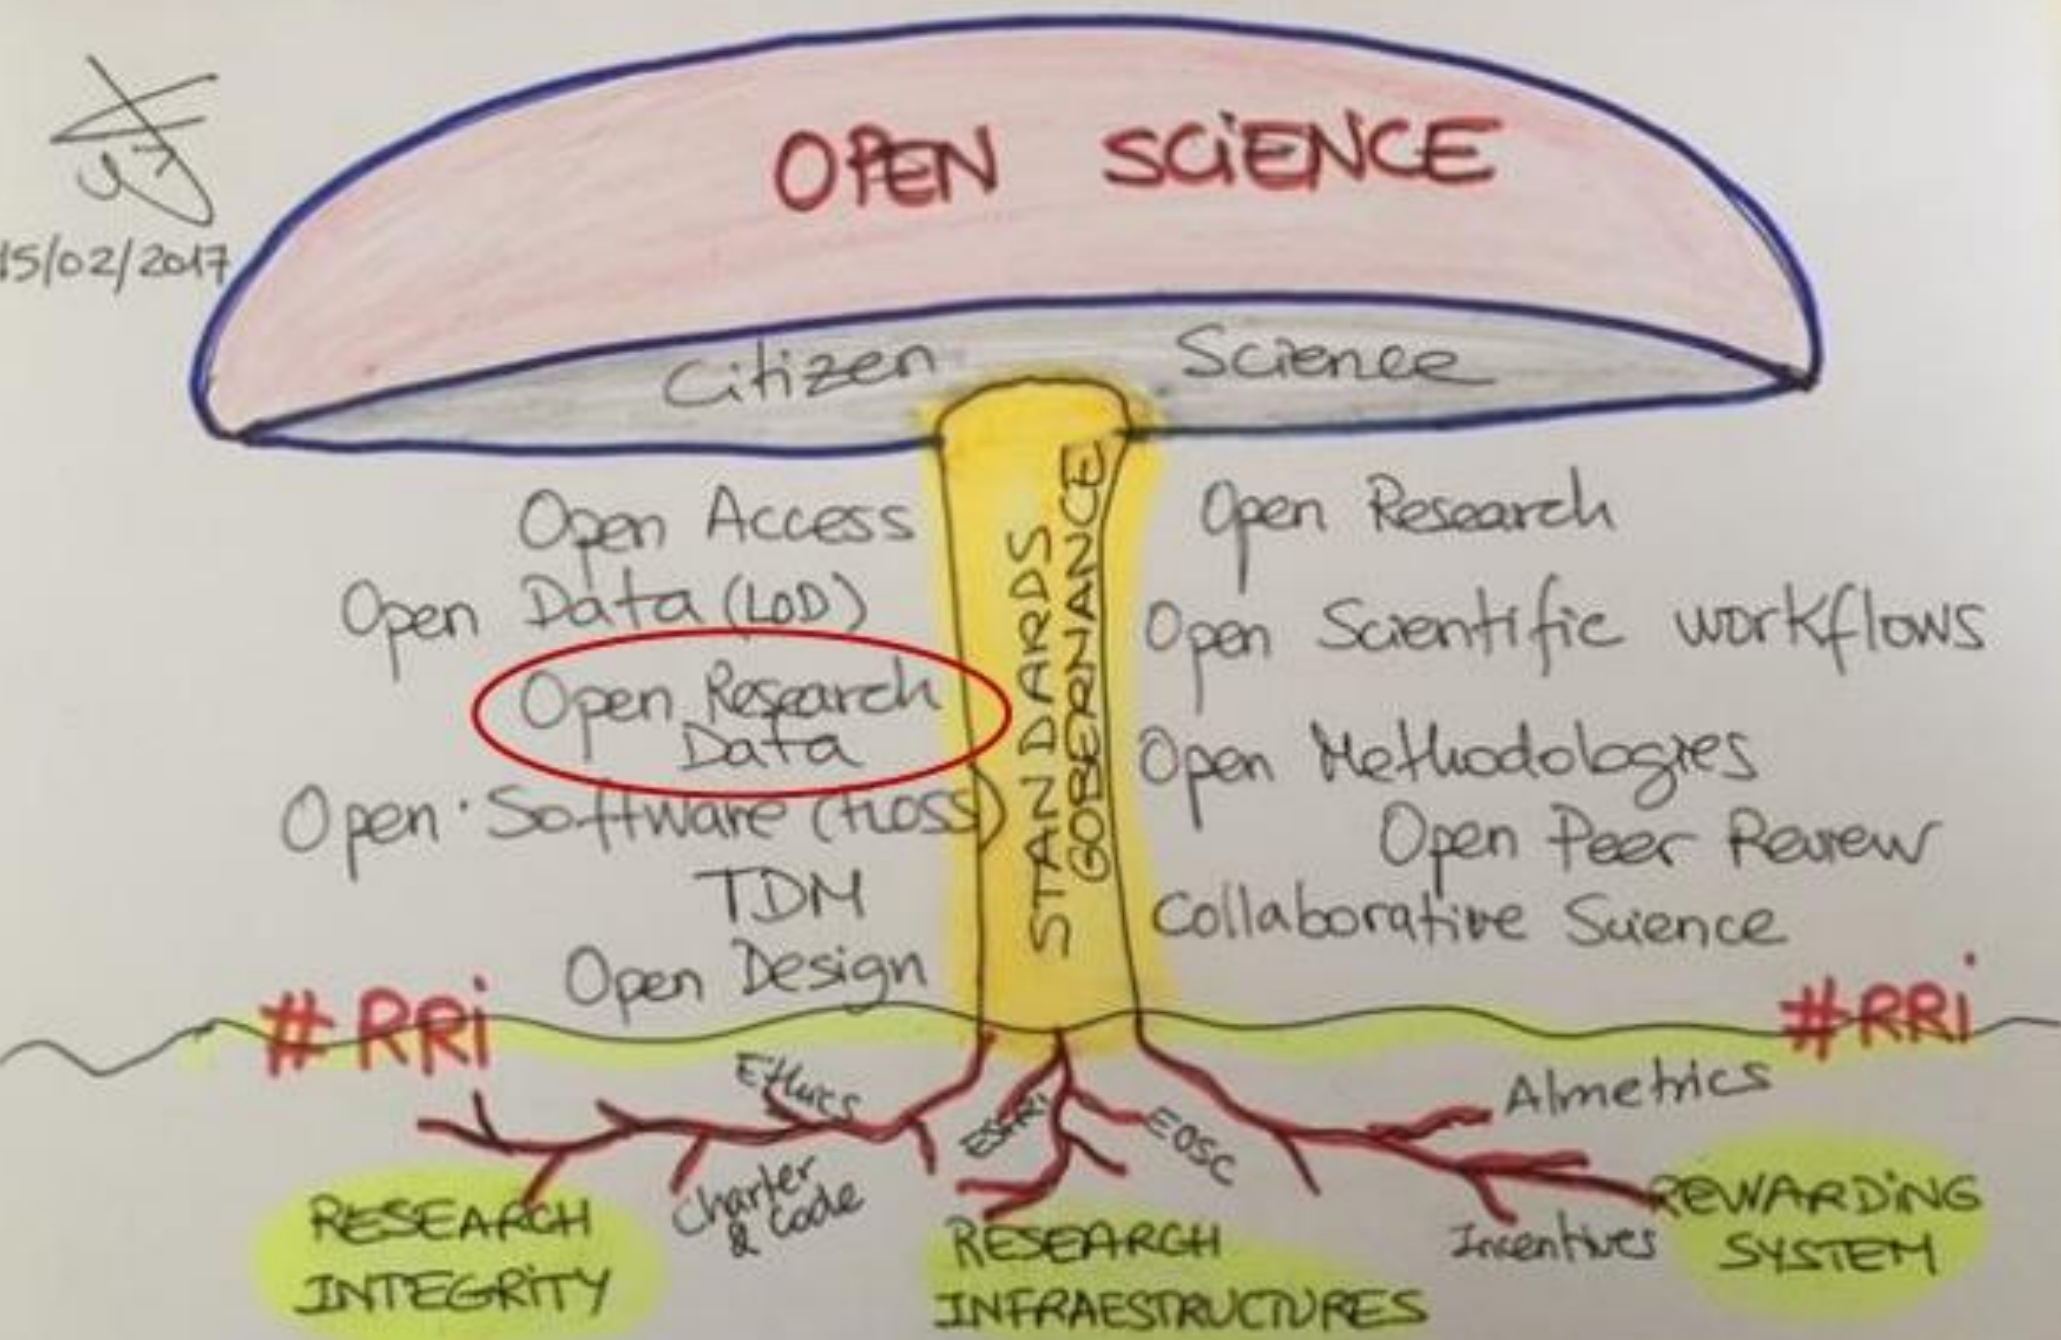 OPEN SCiENCE
15/02/2017
Citizen Science
STANDARDS
GOBERNANCE
Open Access
Open Data (LOD)
Open Research
Data
Open Software (FLOSS)
TDM
Open Design
Open Research
Open Scientific workflows
Open Methodologies
Open Peer Review
Collaborative Science
#RRi
#RRi
Ethics
Charter
& Code
RESEARCH
INTEGRiTY
ESFRI
EOSC
RESEARCH
INFRAESTRUCTURES
Almetrics
Incentives
REWARDiNG
SYSTEM